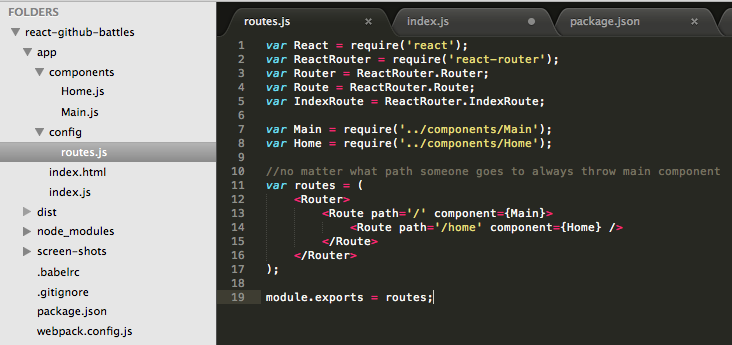 FOLDERS
react-github-battles
app
components
Home.js
Main.js
config
routes.js
index.html
index.js
dist
node_modules
screen-shots
.babelrc
.gitignore
package.json
webpack.config.js
routes.js × index.js package.json ×
1 var React = require('react');
2 var ReactRouter = require('react-router');
3 var Router = ReactRouter.Router;
4 var Route = ReactRouter.Route;
5 var IndexRoute = ReactRouter.IndexRoute;
6
7 var Main = require('../components/Main');
8 var Home = require('../components/Home');
9
10 //no matter what path someone goes to always throw main component
11 var routes = (
12 <Router>
13 <Route path='/' component={Main}>
14 <Route path='/home' component={Home} />
15 </Route>
16 </Router>
17 );
18
19 module.exports = routes;